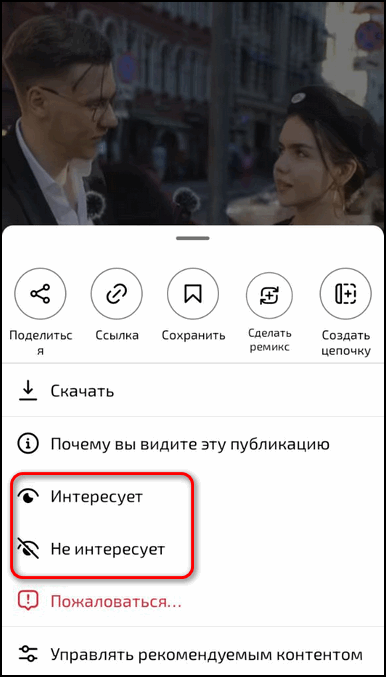 Поделитьс
я
Ссылка
Сохранить
Сделать
ремикс
Создать
цепочку
Скачать
Почему вы видите эту публикацию
Интересует
Не интересует
Пожаловаться...
Управлять рекомендуемым контентом